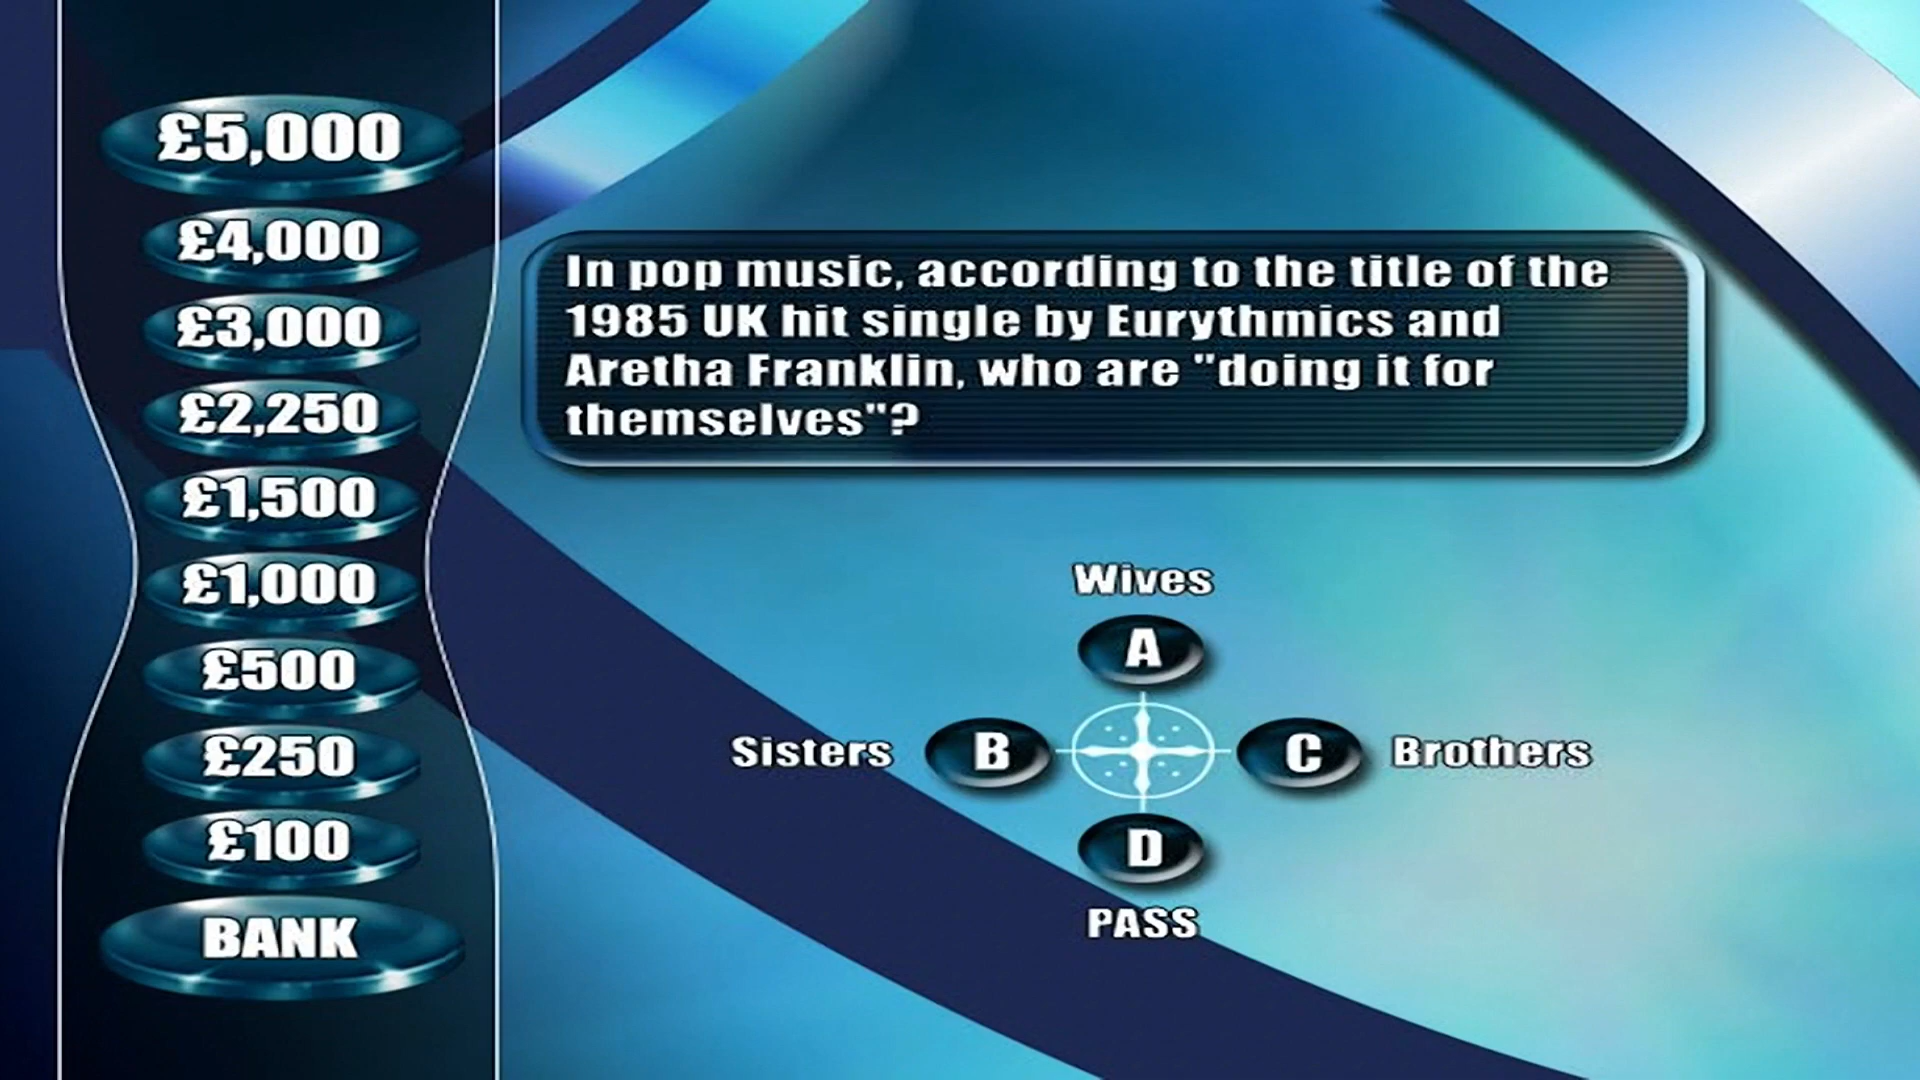 £5,000
£4,000
£3,000
£2,250
£1,500
£1,000
£500
£250
£100
BANK
In pop music, according to the title of the
1985 UK hit single by Eurythmics and
Aretha Franklin, who are "doing it for
themselves"?
Wives
A
Sisters B C Brothers
D
PASS